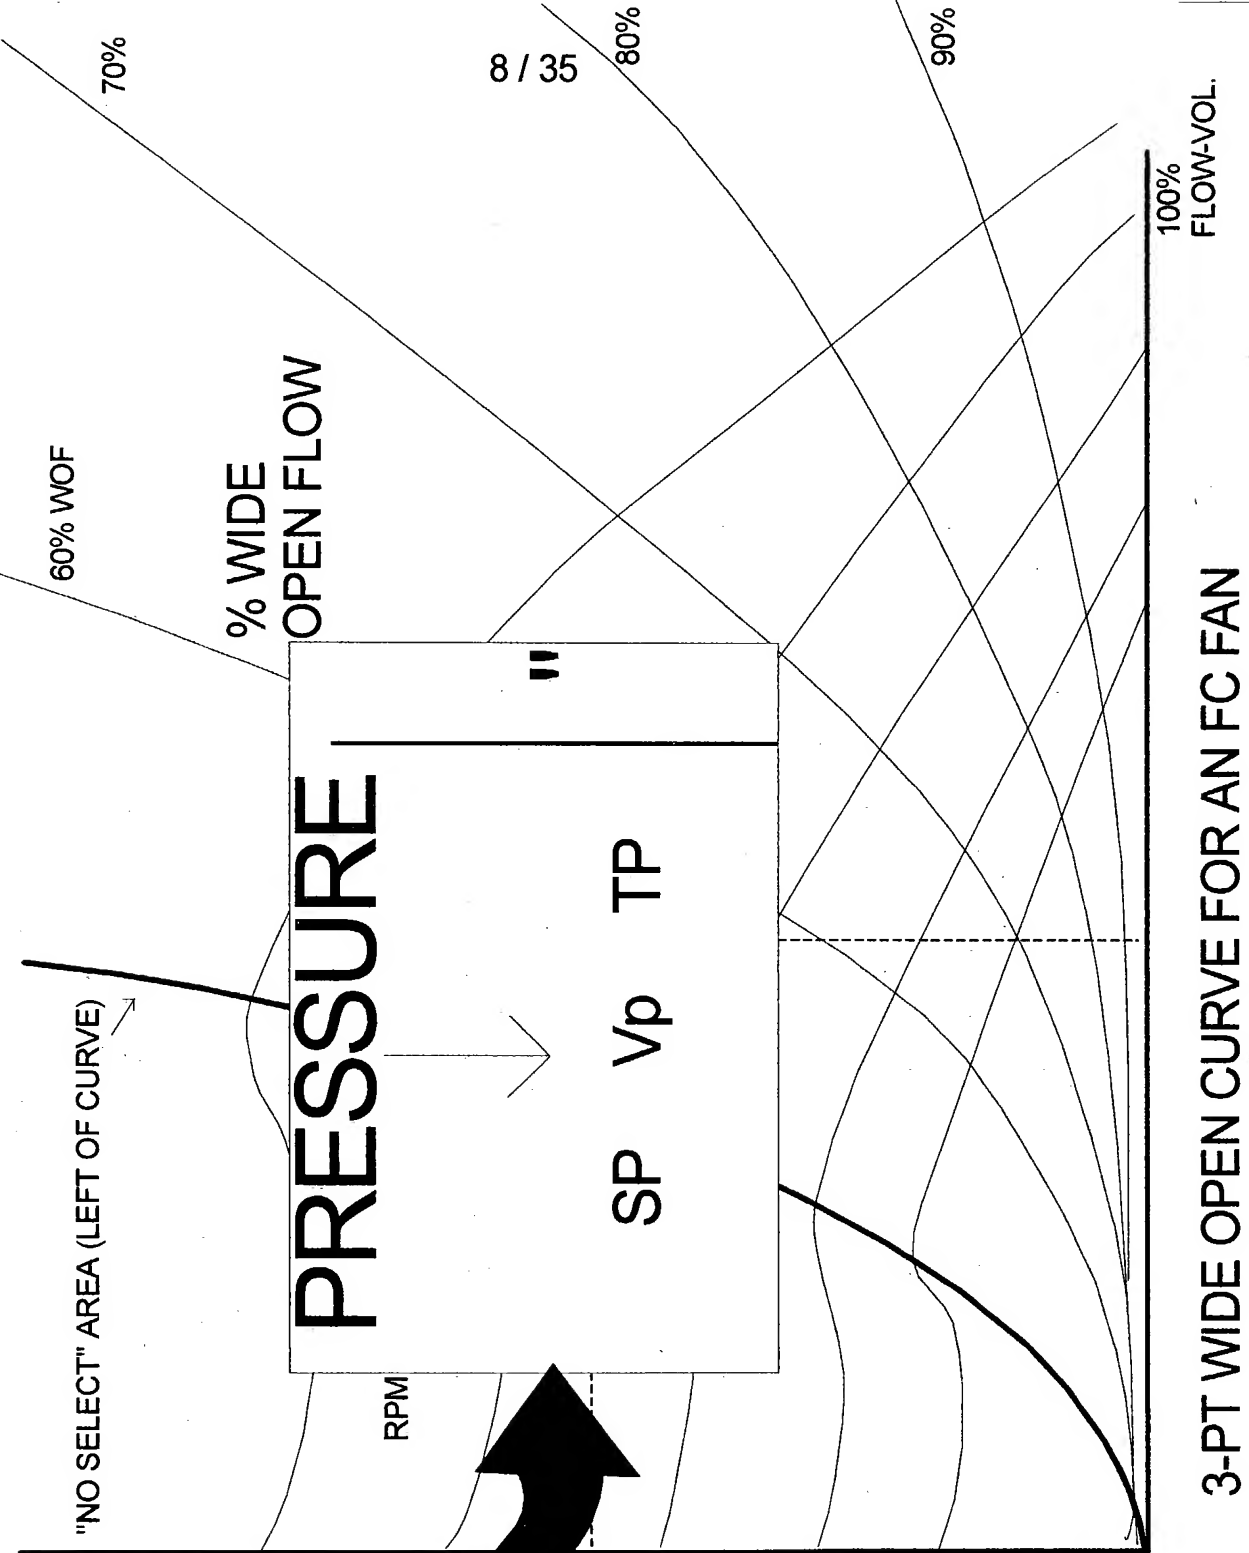 8 / 35
"NO SELECT" AREA (LEFT OF CURVE)
60% WOF
70%
80%
90%
% WIDE
OPEN FLOW
PRESSURE
RPM
SP Vp TP
"
100%
FLOW-VOL.
3-PT WIDE OPEN CURVE FOR AN FC FAN